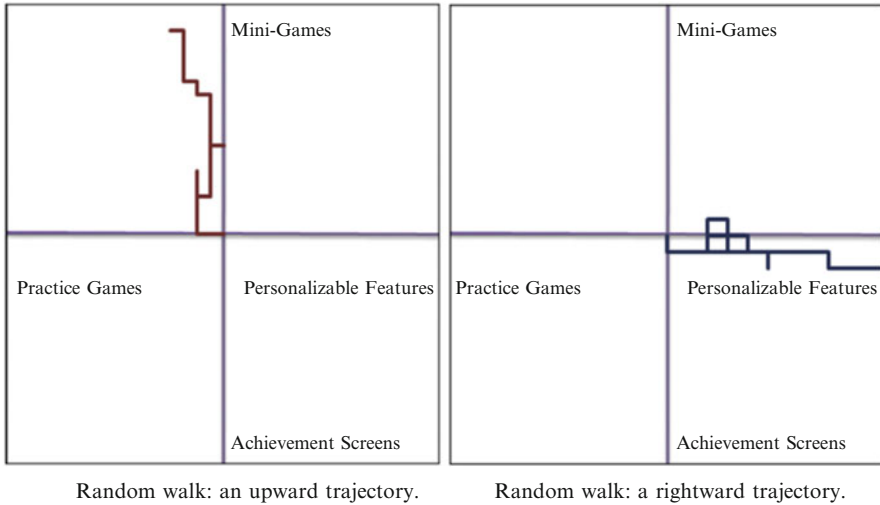 Mini-Games
Practice Games
Personalizable Features
Achievement Screens
Random walk: an upward trajectory.
Mini-Games
Practice Games
Personalizable Features
Achievement Screens
Random walk: a rightward trajectory.